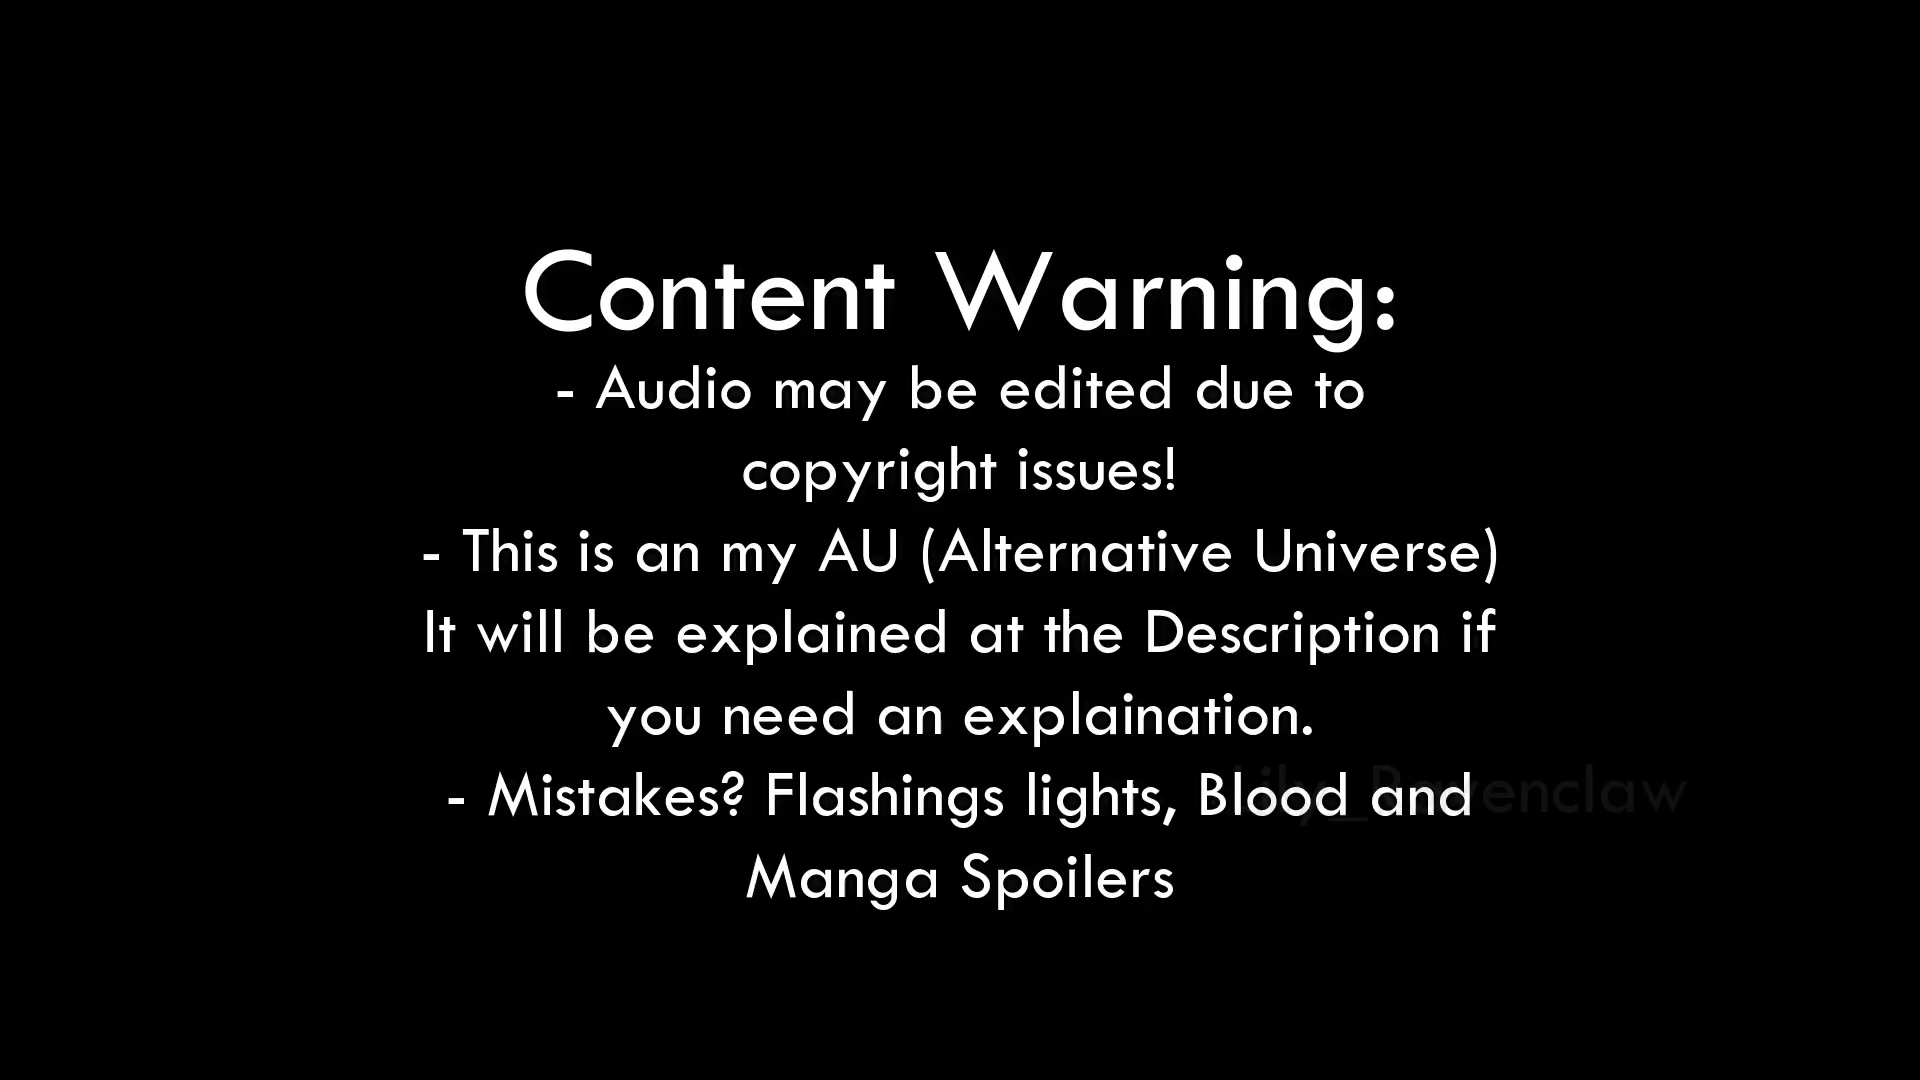 Content Warning:
- Audio may be edited due to
copyright issues!
- This is an my AU (Alternative Universe)
It will be explained at the Description if
you need an explaination.
- Mistakes? Flashings lights, Blood and
Manga Spoilers
Lily_Ravenclaw